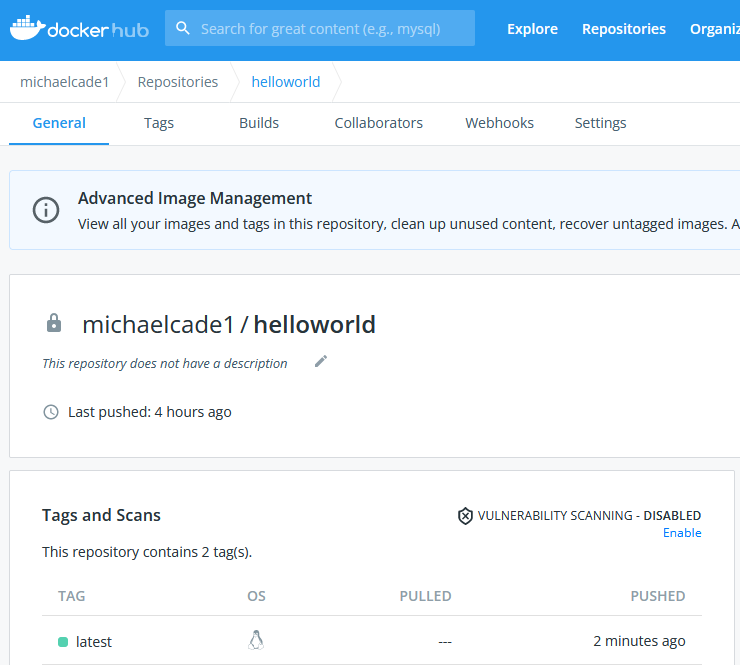 dockerhub Search for great content (e.g., mysql) Explore Repositories Organiz
michaelcade1 Repositories helloworld
General Tags Builds Collaborators Webhooks Settings
Advanced Image Management
View all your images and tags in this repository, clean up unused content, recover untagged images. A
michaelcade1 / helloworld
This repository does not have a description
Last pushed: 4 hours ago
Tags and Scans VULNERABILITY SCANNING - DISABLED
Enable
This repository contains 2 tag(s).
TAG OS PULLED PUSHED
latest --- 2 minutes ago